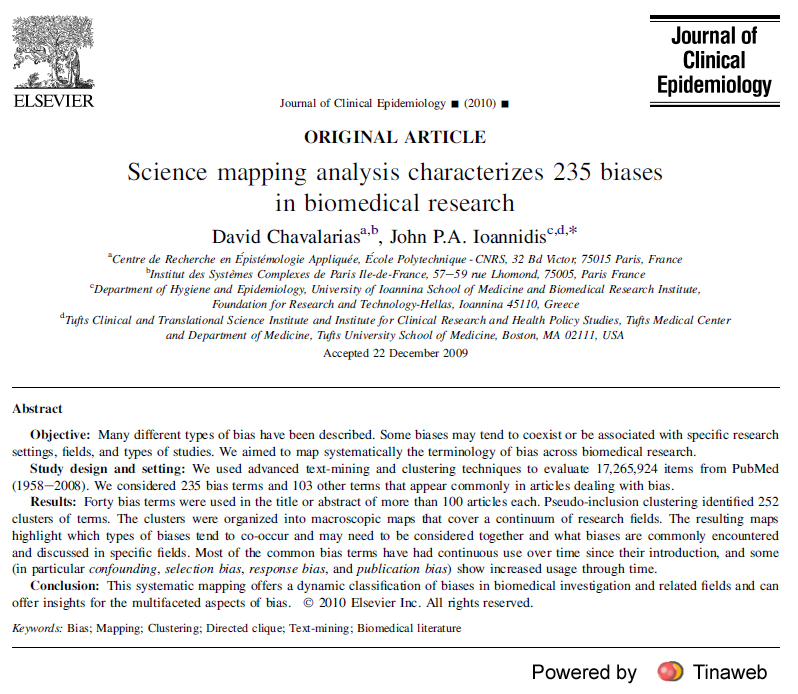 ELSEVIER
Journal of
Clinical
Epidemiology
Journal of Clinical Epidemiology ■ (2010) ■
ORIGINAL ARTICLE
Science mapping analysis characterizes 235 biases
in biomedical research
David Chavalarias^a,b, John P.A. Ioannidis^c,d,*
^aCentre de Recherche en Épistémologie Appliquée, École Polytechnique - CNRS, 32 Bd Victor, 75015 Paris, France
^bInstitut des Systèmes Complexes de Paris Ile-de-France, 57–59 rue Lhomond, 75005, Paris France
^cDepartment of Hygiene and Epidemiology, University of Ioannina School of Medicine and Biomedical Research Institute,
Foundation for Research and Technology-Hellas, Ioannina 45110, Greece
^dTufts Clinical and Translational Science Institute and Institute for Clinical Research and Health Policy Studies, Tufts Medical Center
and Department of Medicine, Tufts University School of Medicine, Boston, MA 02111, USA
Accepted 22 December 2009
Abstract
Objective: Many different types of bias have been described. Some biases may tend to coexist or be associated with specific research
settings, fields, and types of studies. We aimed to map systematically the terminology of bias across biomedical research.
Study design and setting: We used advanced text-mining and clustering techniques to evaluate 17,265,924 items from PubMed
(1958–2008). We considered 235 bias terms and 103 other terms that appear commonly in articles dealing with bias.
Results: Forty bias terms were used in the title or abstract of more than 100 articles each. Pseudo-inclusion clustering identified 252
clusters of terms. The clusters were organized into macroscopic maps that cover a continuum of research fields. The resulting maps
highlight which types of biases tend to co-occur and may need to be considered together and what biases are commonly encountered
and discussed in specific fields. Most of the common bias terms have had continuous use over time since their introduction, and some
(in particular confounding, selection bias, response bias, and publication bias) show increased usage through time.
Conclusion: This systematic mapping offers a dynamic classification of biases in biomedical investigation and related fields and can
offer insights for the multifaceted aspects of bias. © 2010 Elsevier Inc. All rights reserved.
Keywords: Bias; Mapping; Clustering; Directed clique; Text-mining; Biomedical literature
Powered by Tinaweb